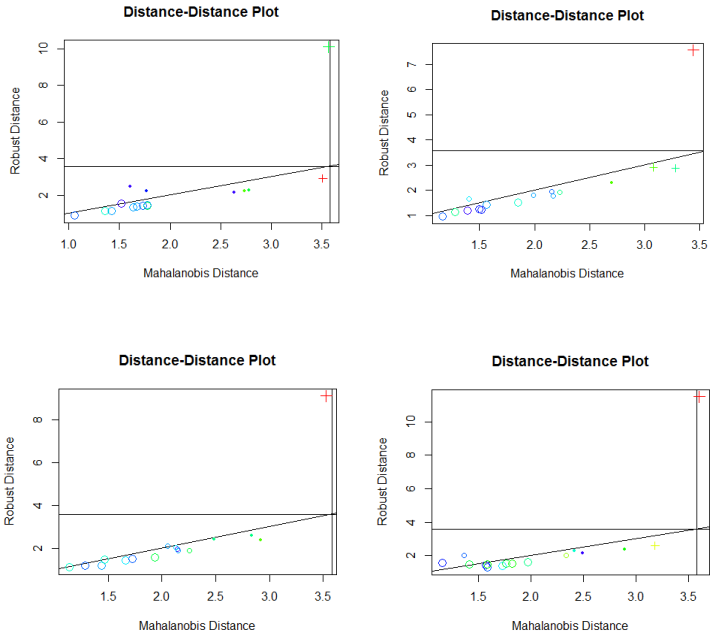 Distance-Distance Plot
Robust Distance
2 4 6 8 10
1.0 1.5 2.0 2.5 3.0 3.5
Mahalanobis Distance
Distance-Distance Plot
Robust Distance
1 2 3 4 5 6 7
1.5 2.0 2.5 3.0 3.5
Mahalanobis Distance
Distance-Distance Plot
Robust Distance
2 4 6 8
1.5 2.0 2.5 3.0 3.5
Mahalanobis Distance
Distance-Distance Plot
Robust Distance
2 4 6 8 10
1.5 2.0 2.5 3.0 3.5
Mahalanobis Distance